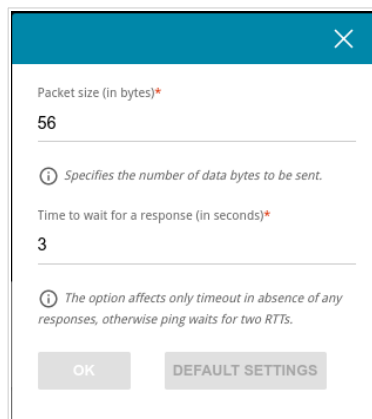 Packet size (in bytes)*
56
Specifies the number of data bytes to be sent.
Time to wait for a response (in seconds)*
3
The option affects only timeout in absence of any
responses, otherwise ping waits for two RTTs.
OK
DEFAULT SETTINGS